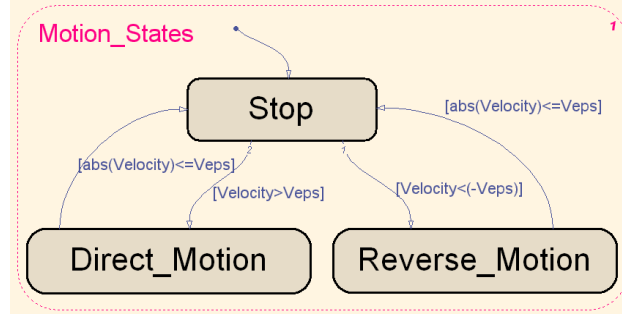 Motion_States
1
Stop
[abs(Velocity)<=Veps]
2
1
[abs(Velocity)<=Veps]
[Velocity>Veps]
[Velocity<(-Veps)]
Direct_Motion
Reverse_Motion